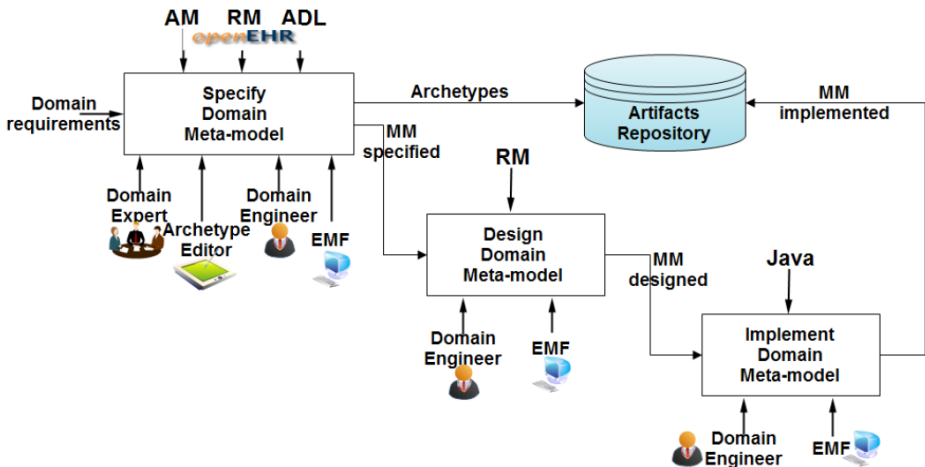 AM RM ADL
openEHR
Domain
requirements
Specify
Domain
Meta-model
Archetypes
Artifacts
Repository
MM
implemented
MM
specified
Domain
Expert
Archetype
Editor
Domain
Engineer
EMF
RM
Design
Domain
Meta-model
MM
designed
Domain
Engineer
EMF
Java
Implement
Domain
Meta-model
Domain
Engineer
EMF